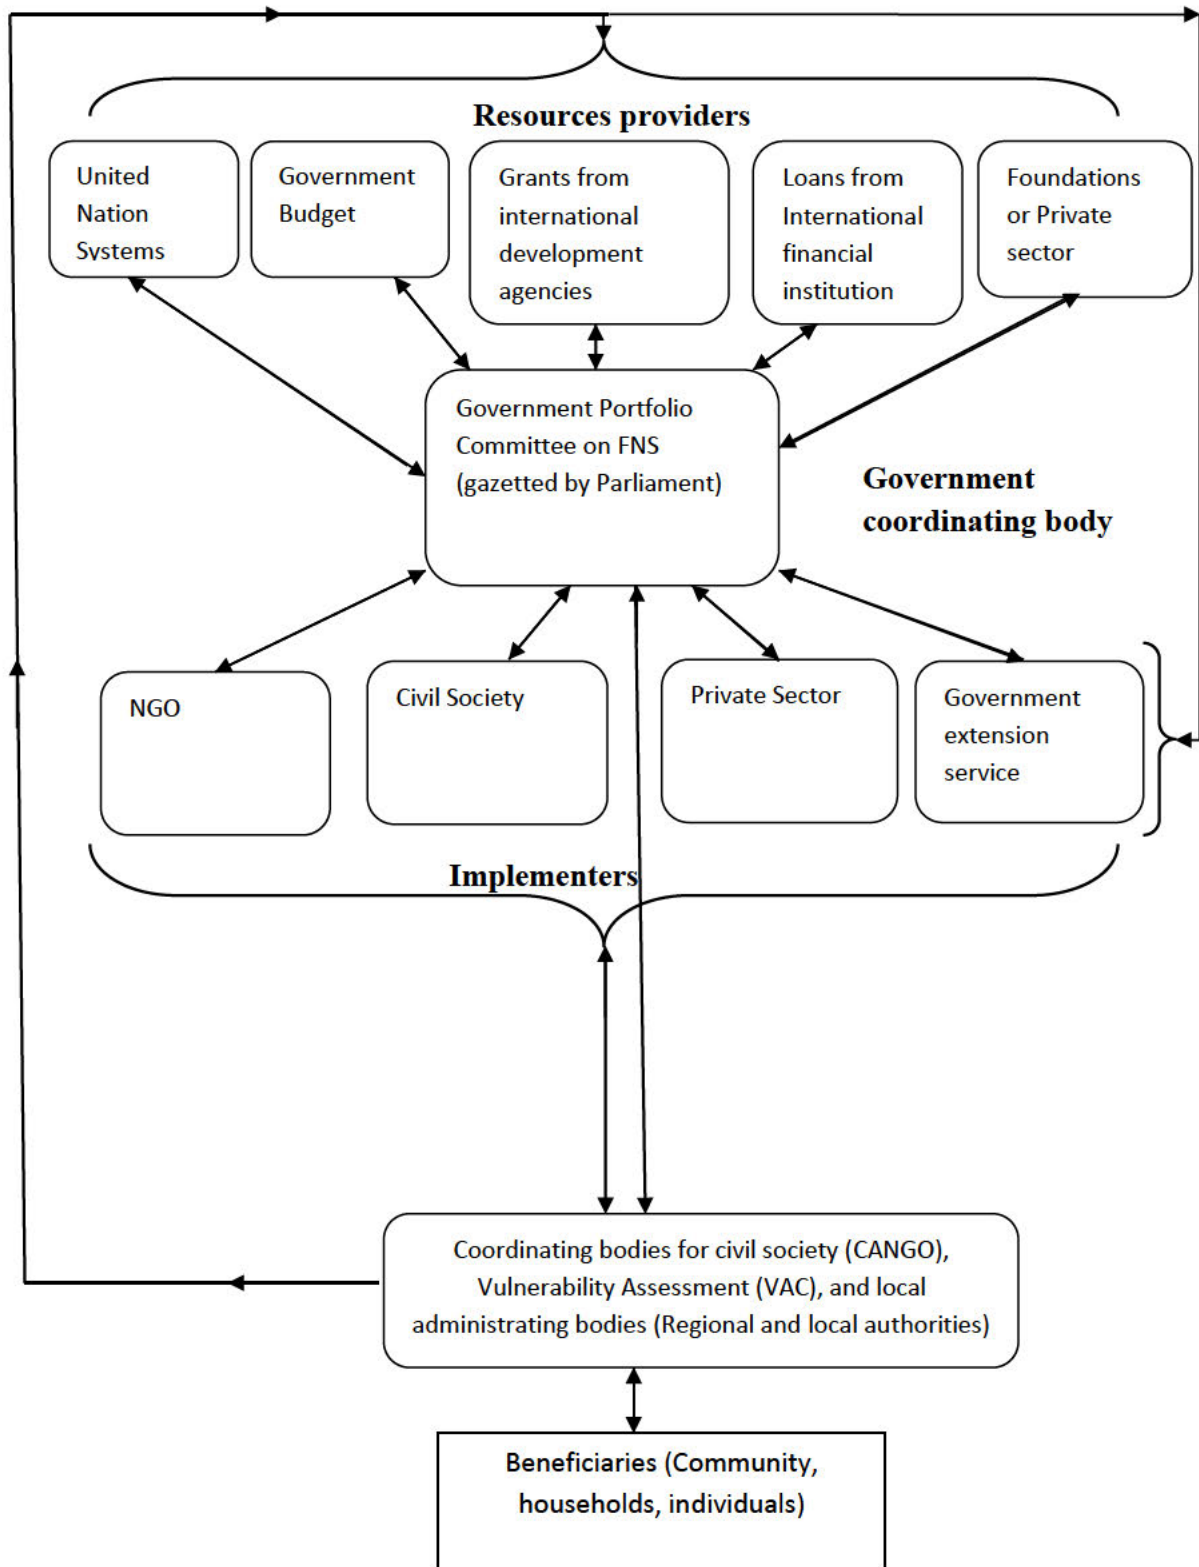 Resources providers
United
Nation
Systems
Government
Budget
Grants from
international
development
agencies
Loans from
International
financial
institution
Foundations
or Private
sector
Government Portfolio
Committee on FNS
(gazetted by Parliament)
Government
coordinating body
NGO
Civil Society
Private Sector
Government
extension
service
Implementers
Coordinating bodies for civil society (CANGO),
Vulnerability Assessment (VAC), and local
administrating bodies (Regional and local authorities)
Beneficiaries (Community,
households, individuals)